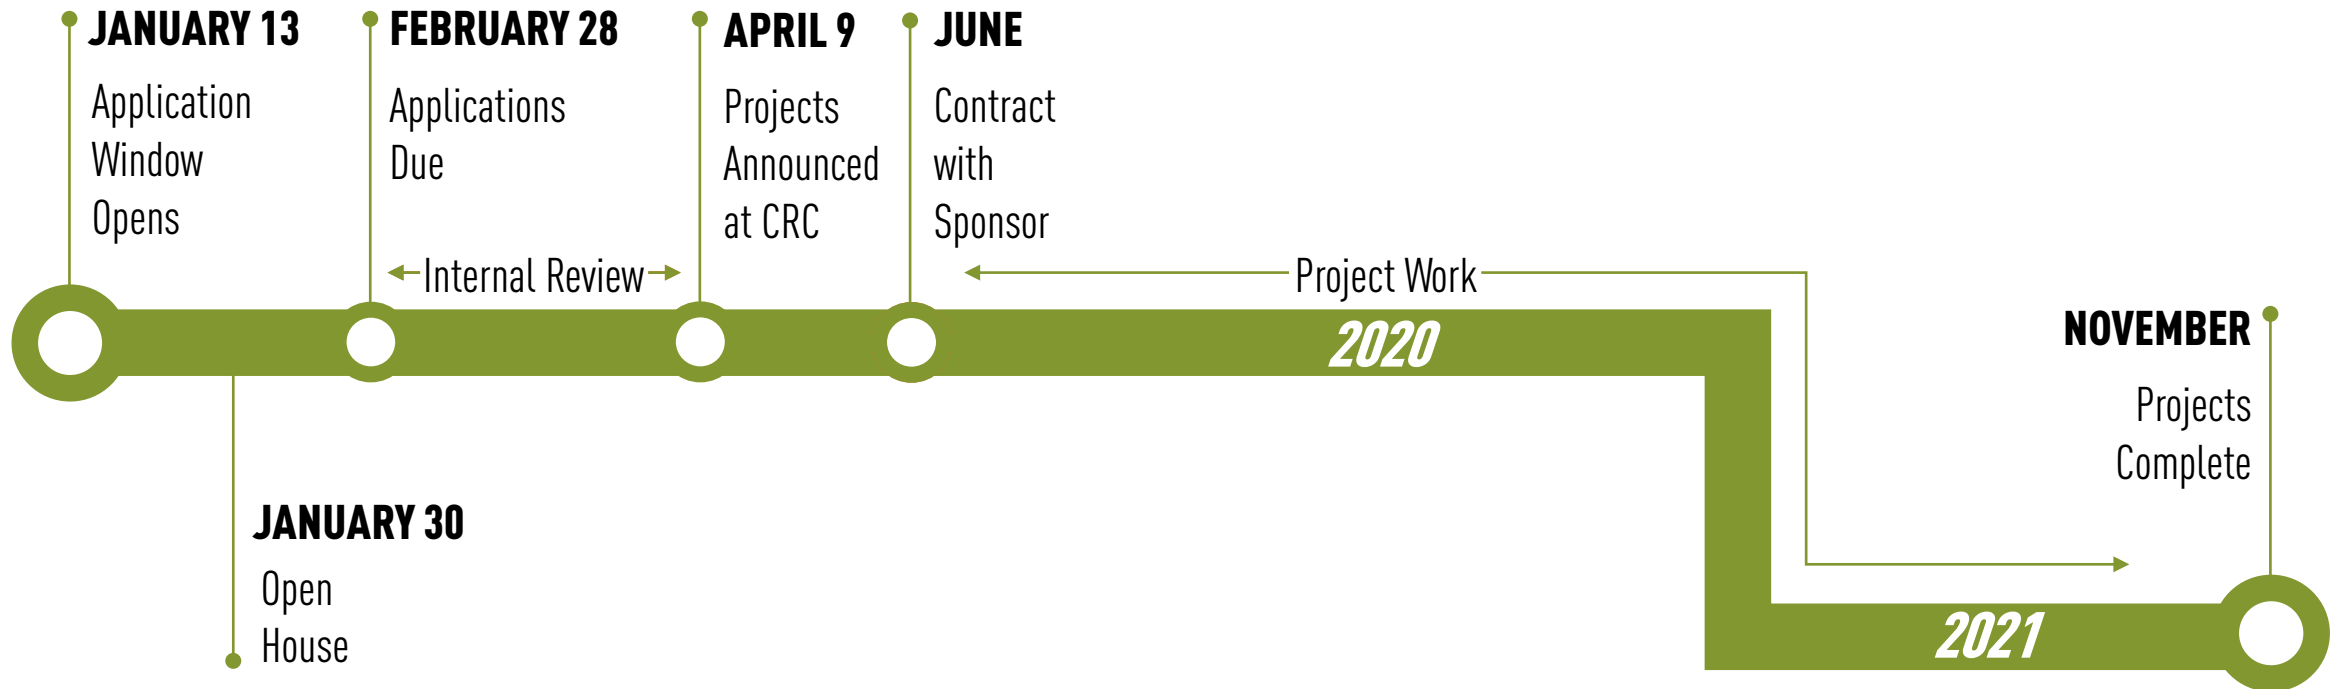 JANUARY 13
Application
Window
Opens
FEBRUARY 28
Applications
Due
APRIL 9
Projects
Announced
at CRC
JUNE
Contract
with
Sponsor
Internal Review
Project Work
2020
NOVEMBER
Projects
Complete
JANUARY 30
Open
House
2021